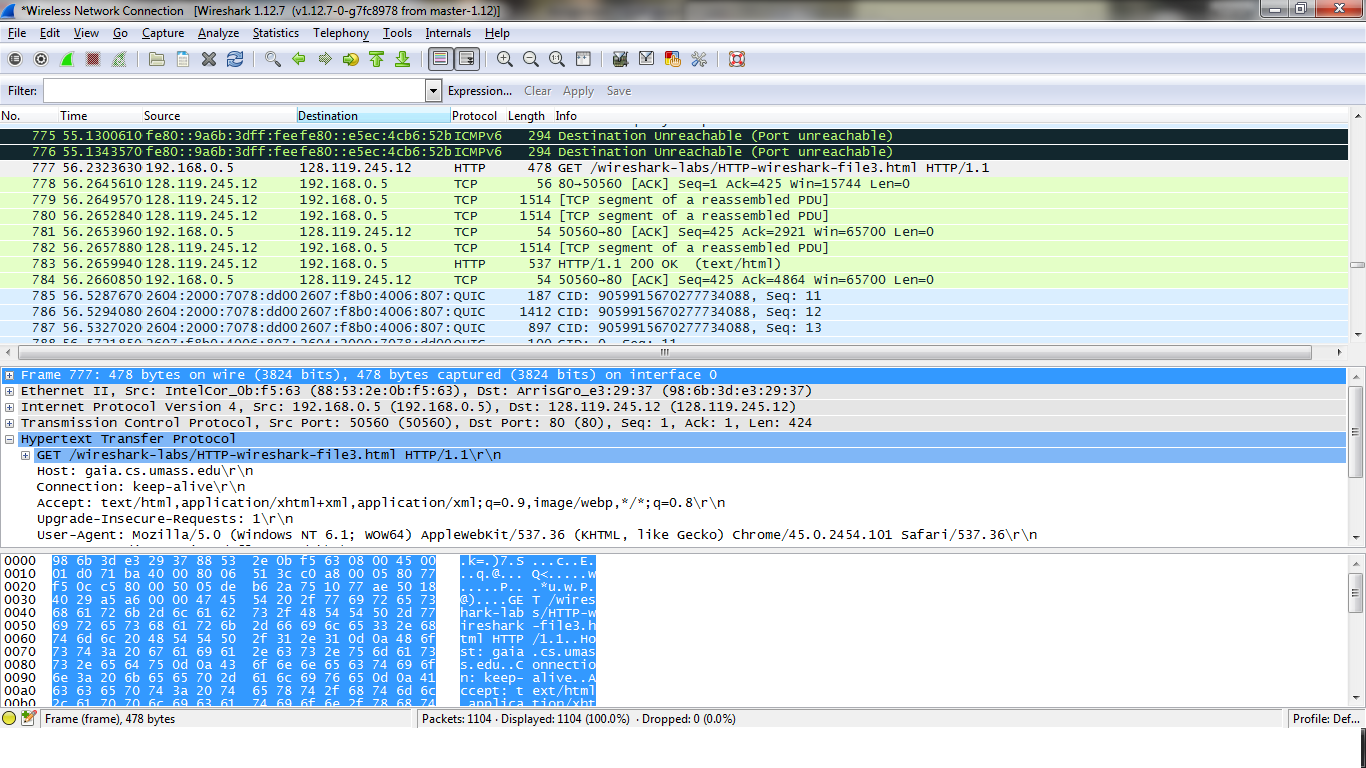 *Wireless Network Connection [Wireshark 1.12.7 (v1.12.7-0-g7fc8978 from master-1.12)]
File Edit View Go Capture Analyze Statistics Telephony Tools Internals Help
Filter: Expression... Clear Apply Save
No. Time Source Destination Protocol Length Info
775 55.1300610 fe80::9a6b:3dff:fee fe80::e5ec:4cb6:52b ICMPv6 294 Destination Unreachable (Port unreachable)
776 55.1343570 fe80::9a6b:3dff:fee fe80::e5ec:4cb6:52b ICMPv6 294 Destination Unreachable (Port unreachable)
777 56.2323630 192.168.0.5 128.119.245.12 HTTP 478 GET /wireshark-labs/HTTP-wireshark-file3.html HTTP/1.1
778 56.2645610 128.119.245.12 192.168.0.5 TCP 56 80→50560 [ACK] Seq=1 Ack=425 Win=15744 Len=0
779 56.2649570 128.119.245.12 192.168.0.5 TCP 1514 [TCP segment of a reassembled PDU]
780 56.2652840 128.119.245.12 192.168.0.5 TCP 1514 [TCP segment of a reassembled PDU]
781 56.2653960 192.168.0.5 128.119.245.12 TCP 54 50560→80 [ACK] Seq=425 Ack=2921 Win=65700 Len=0
782 56.2657880 128.119.245.12 192.168.0.5 TCP 1514 [TCP segment of a reassembled PDU]
783 56.2659940 128.119.245.12 192.168.0.5 HTTP 537 HTTP/1.1 200 OK (text/html)
784 56.2660850 192.168.0.5 128.119.245.12 TCP 54 50560→80 [ACK] Seq=425 Ack=4864 Win=65700 Len=0
785 56.5287670 2604:2000:7078:dd00 2607:f8b0:4006:807: QUIC 187 CID: 9059915670277734088, Seq: 11
786 56.5294080 2604:2000:7078:dd00 2607:f8b0:4006:807: QUIC 1412 CID: 9059915670277734088, Seq: 12
787 56.5327020 2604:2000:7078:dd00 2607:f8b0:4006:807: QUIC 897 CID: 9059915670277734088, Seq: 13
Frame 777: 478 bytes on wire (3824 bits), 478 bytes captured (3824 bits) on interface 0
Ethernet II, Src: IntelCor_0b:f5:63 (88:53:2e:0b:f5:63), Dst: ArrisGro_e3:29:37 (98:6b:3d:e3:29:37)
Internet Protocol Version 4, Src: 192.168.0.5 (192.168.0.5), Dst: 128.119.245.12 (128.119.245.12)
Transmission Control Protocol, Src Port: 50560 (50560), Dst Port: 80 (80), Seq: 1, Ack: 1, Len: 424
Hypertext Transfer Protocol
GET /wireshark-labs/HTTP-wireshark-file3.html HTTP/1.1\r\n
Host: gaia.cs.umass.edu\r\n
Connection: keep-alive\r\n
Accept: text/html,application/xhtml+xml,application/xml;q=0.9,image/webp,*/*;q=0.8\r\n
Upgrade-Insecure-Requests: 1\r\n
User-Agent: Mozilla/5.0 (Windows NT 6.1; WOW64) AppleWebKit/537.36 (KHTML, like Gecko) Chrome/45.0.2454.101 Safari/537.36\r\n
0000 98 6b 3d e3 29 37 88 53 2e 0b f5 63 08 00 45 00 .k=.)7.S ...c..E.
0010 01 d0 71 ba 40 00 80 06 51 3c c0 a8 00 05 80 77 ..q.@... Q<.....w
0020 f5 0c c5 80 00 50 05 de b6 2a 75 10 77 ae 50 18 .....P.. .*u.w.P.
0030 40 29 a5 a6 00 00 47 45 54 20 2f 77 69 72 65 73 @)....GE T /wires
0040 68 61 72 6b 2d 6c 61 62 73 2f 48 54 54 50 2d 77 hark-lab s/HTTP-w
0050 69 72 65 73 68 61 72 6b 2d 66 69 6c 65 33 2e 68 ireshark -file3.h
0060 74 6d 6c 20 48 54 54 50 2f 31 2e 31 0d 0a 48 6f tml HTTP /1.1..Ho
0070 73 74 3a 20 67 61 69 61 2e 63 73 2e 75 6d 61 73 st: gaia .cs.umas
0080 73 2e 65 64 75 0d 0a 43 6f 6e 6e 65 63 74 69 6f s.edu..C onnectio
0090 6e 3a 20 6b 65 65 70 2d 61 6c 69 76 65 0d 0a 41 n: keep- alive..A
00a0 63 63 65 70 74 3a 20 74 65 78 74 2f 68 74 6d 6c ccept: t ext/html
00b0 2c 61 70 70 6c 69 63 61 74 69 6f 6e 2f 78 68 74 ,applica tion/xht
Frame (frame), 478 bytes Packets: 1104 · Displayed: 1104 (100.0%) · Dropped: 0 (0.0%) Profile: Def...